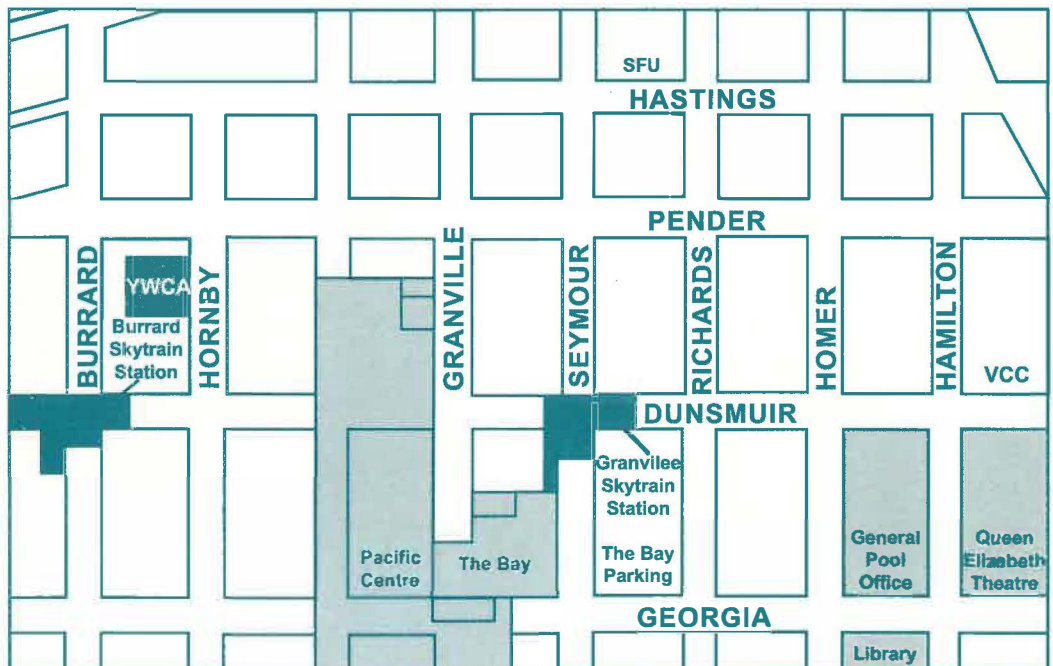 SFU
HASTINGS
PENDER
BURRARD
YWCA
HORNBY
GRANVILLE
SEYMOUR
RICHARDS
HOMER
HAMILTON
Burrard
Skytrain
Station
VCC
DUNSMUIR
Granvilee
Skytrain
Station
Pacific
Centre
The Bay
The Bay
Parking
General
Pool
Office
Queen
Elizabeth
Theatre
GEORGIA
Library